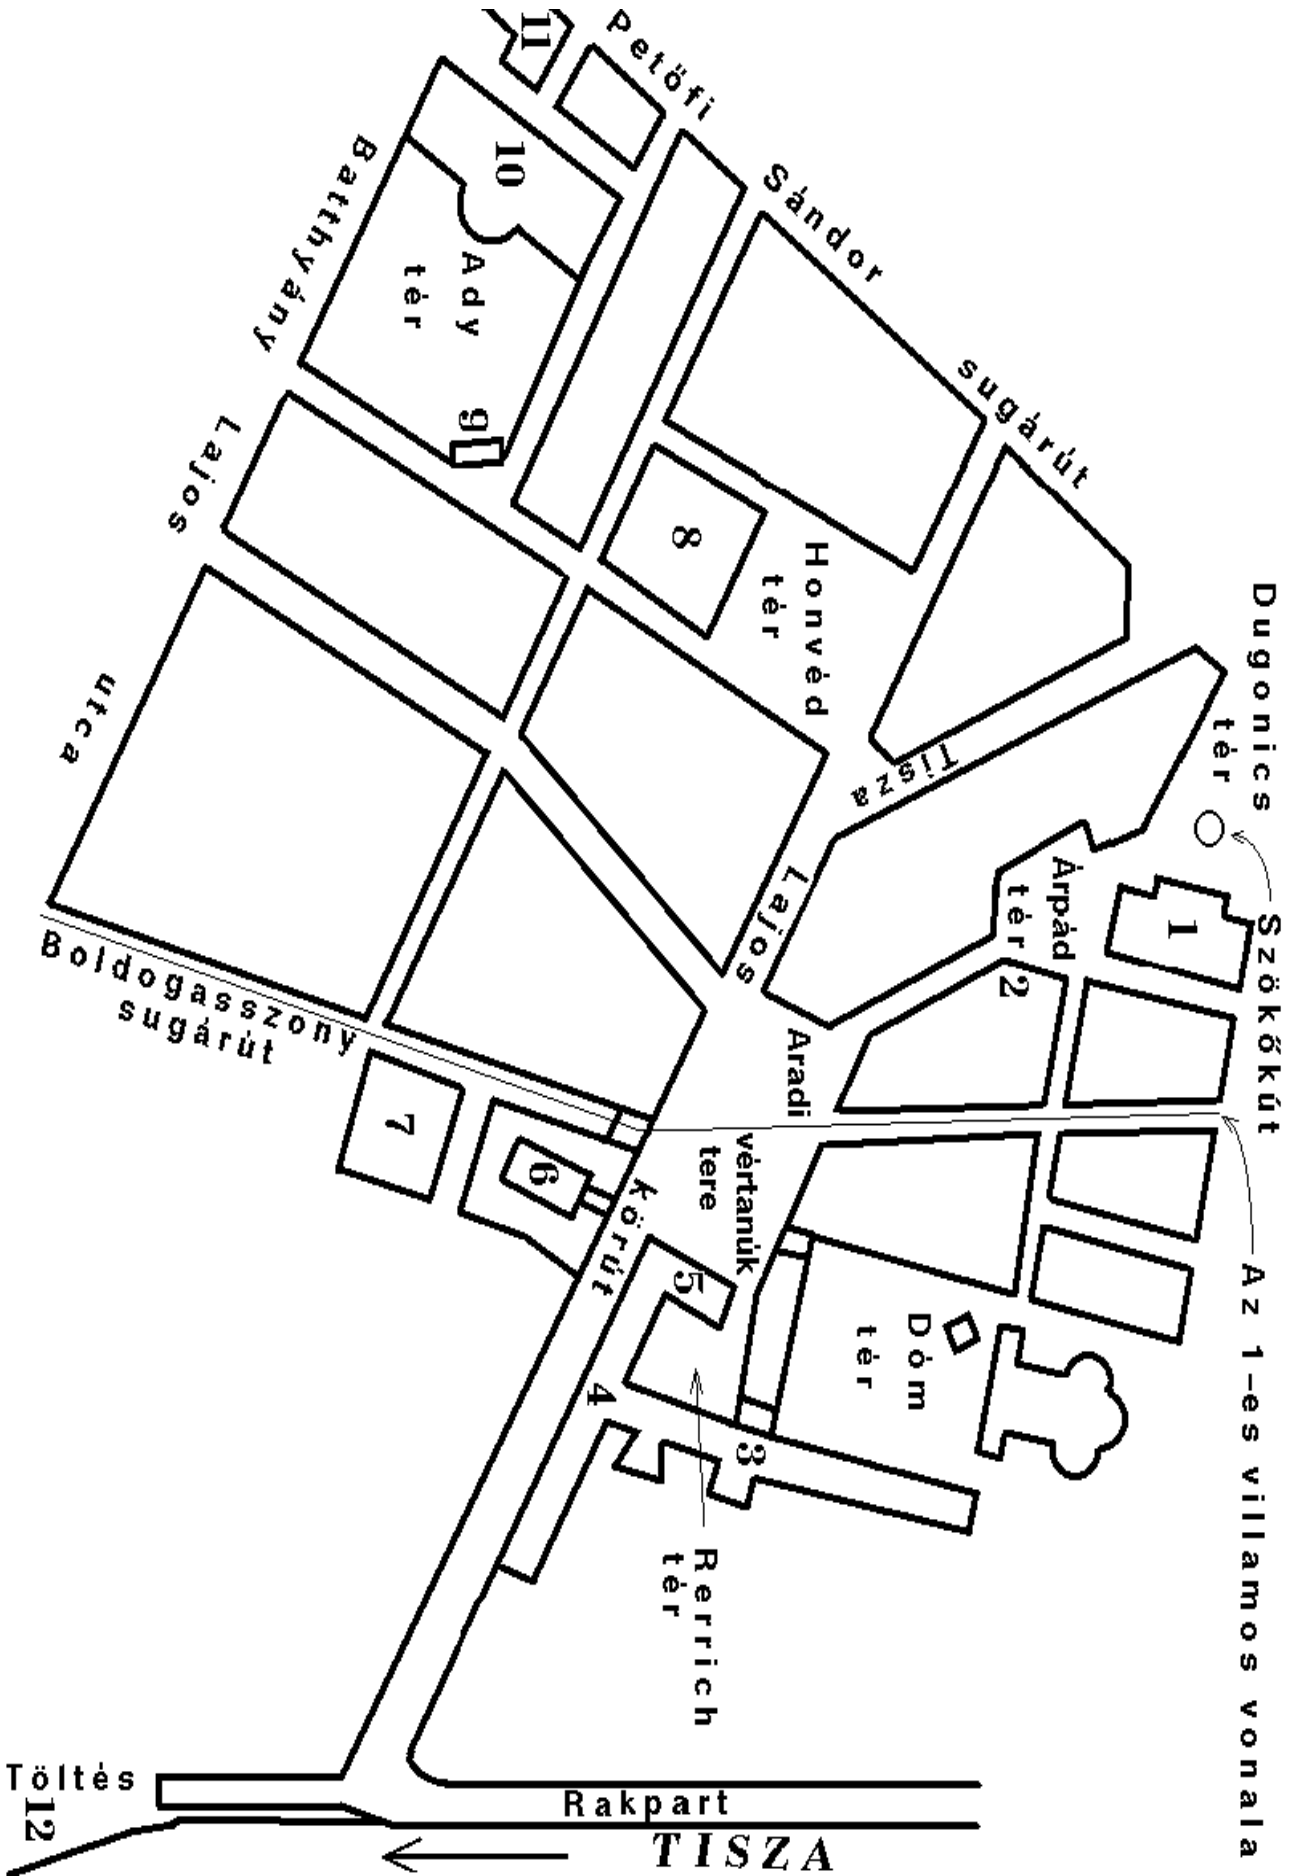 11
Petőfi
Sándor
sugárút
10
Batthyány
Lajos
utca
Ady
tér
9
8
Honvéd
tér
Tisza
Lajos
Körút
Dugonics
tér
Szökőkút
1
Árpád
tér
2
Aradi
vértanúk
tere
Boldogasszony
sugárút
7
6
5
4
3
Dóm
tér
Rerrich
tér
Az 1-es villamos vonala
Töltés
12
Rakpart
TISZA